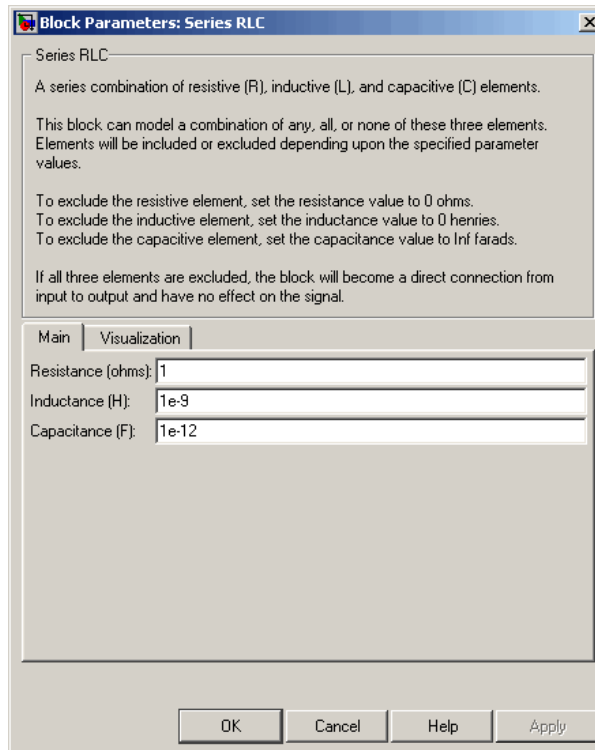 Block Parameters: Series RLC
Series RLC
A series combination of resistive (R), inductive (L), and capacitive (C) elements.
This block can model a combination of any, all, or none of these three elements.
Elements will be included or excluded depending upon the specified parameter
values.
To exclude the resistive element, set the resistance value to 0 ohms.
To exclude the inductive element, set the inductance value to 0 henries.
To exclude the capacitive element, set the capacitance value to Inf farads.
If all three elements are excluded, the block will become a direct connection from
input to output and have no effect on the signal.
Main Visualization
Resistance (ohms): 1
Inductance (H): 1e-9
Capacitance (F): 1e-12
OK Cancel Help Apply